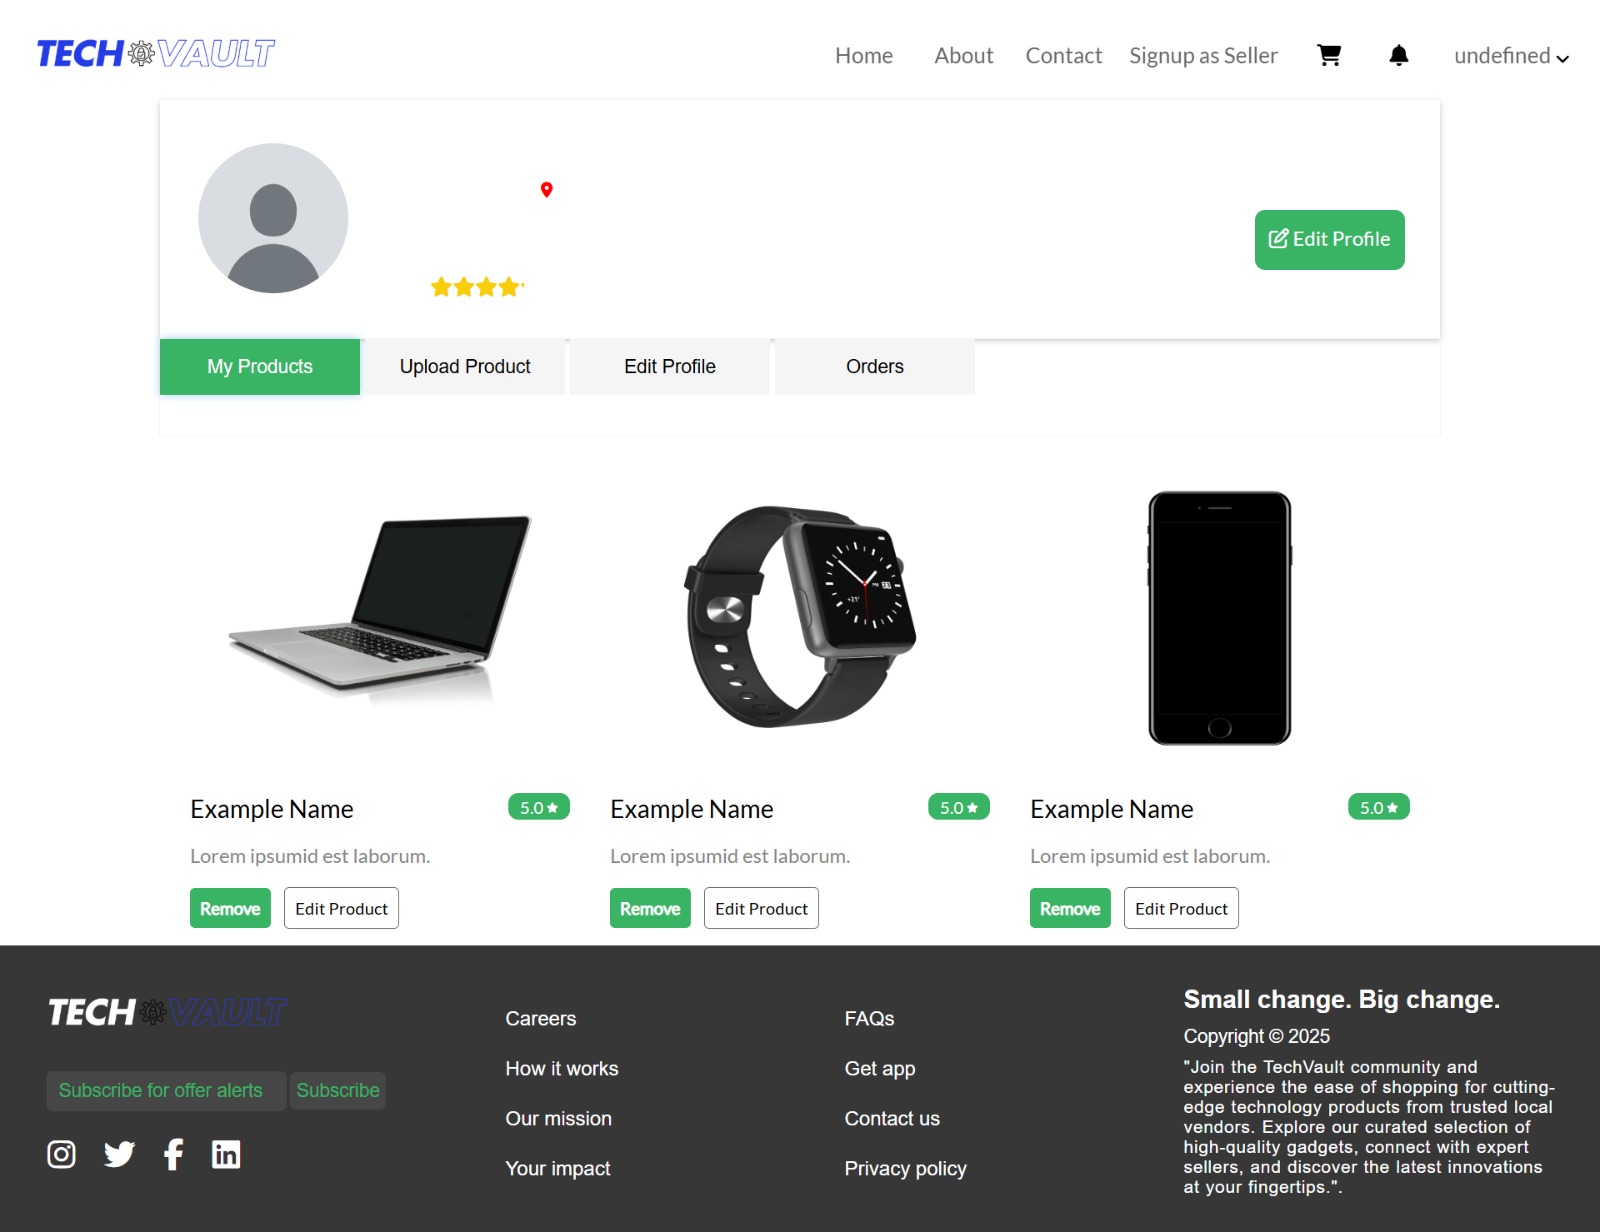 TECH VAULT
Home About Contact Signup as Seller undefined
Edit Profile
My Products Upload Product Edit Profile Orders
Example Name 5.0
Lorem ipsumid est laborum.
Remove Edit Product
Example Name 5.0
Lorem ipsumid est laborum.
Remove Edit Product
Example Name 5.0
Lorem ipsumid est laborum.
Remove Edit Product
TECH VAULT
Subscribe for offer alerts Subscribe
Careers
How it works
Our mission
Your impact
FAQs
Get app
Contact us
Privacy policy
Small change. Big change.
Copyright © 2025
"Join the TechVault community and
experience the ease of shopping for cutting-
edge technology products from trusted local
vendors. Explore our curated selection of
high-quality gadgets, connect with expert
sellers, and discover the latest innovations
at your fingertips.".